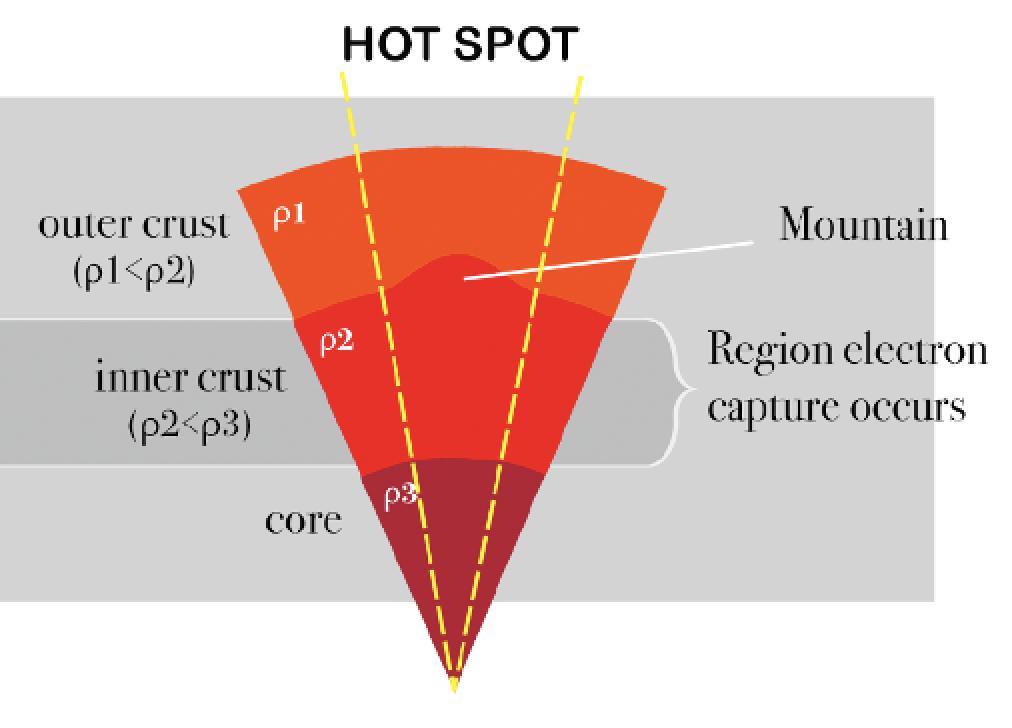 HOT SPOT
ρ1
outer crust
(ρ1<ρ2)
Mountain
ρ2
inner crust
(ρ2<ρ3)
Region electron
capture occurs
ρ3
core